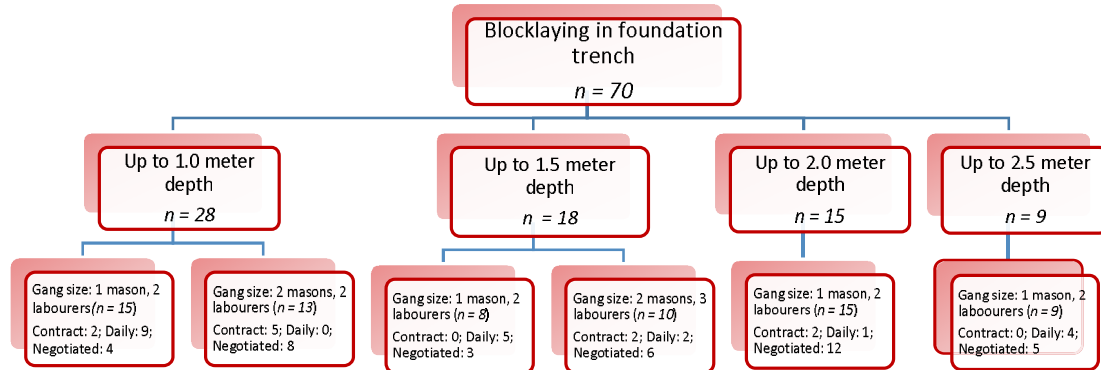 Blocklaying in foundation
trench
n = 70
Up to 1.0 meter
depth
n = 28
Up to 1.5 meter
depth
n = 18
Up to 2.0 meter
depth
n = 15
Up to 2.5 meter
depth
n = 9
Gang size: 1 mason, 2
labourers(n = 15)
Contract: 2; Daily: 9;
Negotiated: 4
Gang size: 2 masons, 2
labourers (n = 13)
Contract: 5; Daily: 0;
Negotiated: 8
Gang size: 1 mason, 2
labourers (n = 8)
Contract: 0; Daily: 5;
Negotiated: 3
Gang size: 2 masons, 3
labourers (n = 10)
Contract: 2; Daily: 2;
Negotiated: 6
Gang size: 1 mason, 2
labourers (n = 15)
Contract: 2; Daily: 1;
Negotiated: 12
Gang size: 1 mason, 2
labourers (n = 9)
Contract: 0; Daily: 4;
Negotiated: 5